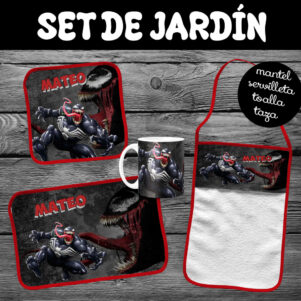 SET DE JARDÍN
mantel
servilleta
toalla
taza
MATEO
MATEO
MATEO